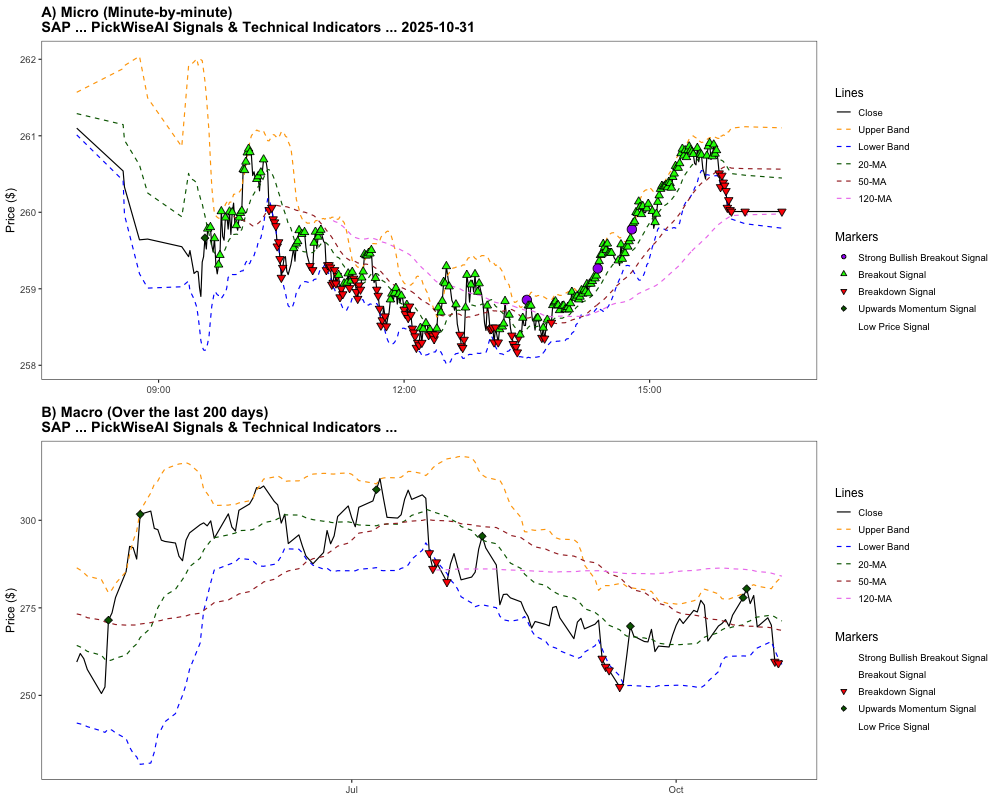 A) Micro (Minute-by-minute)
SAP ... PickWiseAI Signals & Technical Indicators ... 2025-10-31
Price ($)
262
261
260
259
258
09:00
12:00
15:00
Lines
Close
Upper Band
Lower Band
20-MA
50-MA
120-MA
Markers
Strong Bullish Breakout Signal
Breakout Signal
Breakdown Signal
Upwards Momentum Signal
Low Price Signal
B) Macro (Over the last 200 days)
SAP ... PickWiseAI Signals & Technical Indicators ...
Price ($)
300
275
250
Jul
Oct
Lines
Close
Upper Band
Lower Band
20-MA
50-MA
120-MA
Markers
Strong Bullish Breakout Signal
Breakout Signal
Breakdown Signal
Upwards Momentum Signal
Low Price Signal